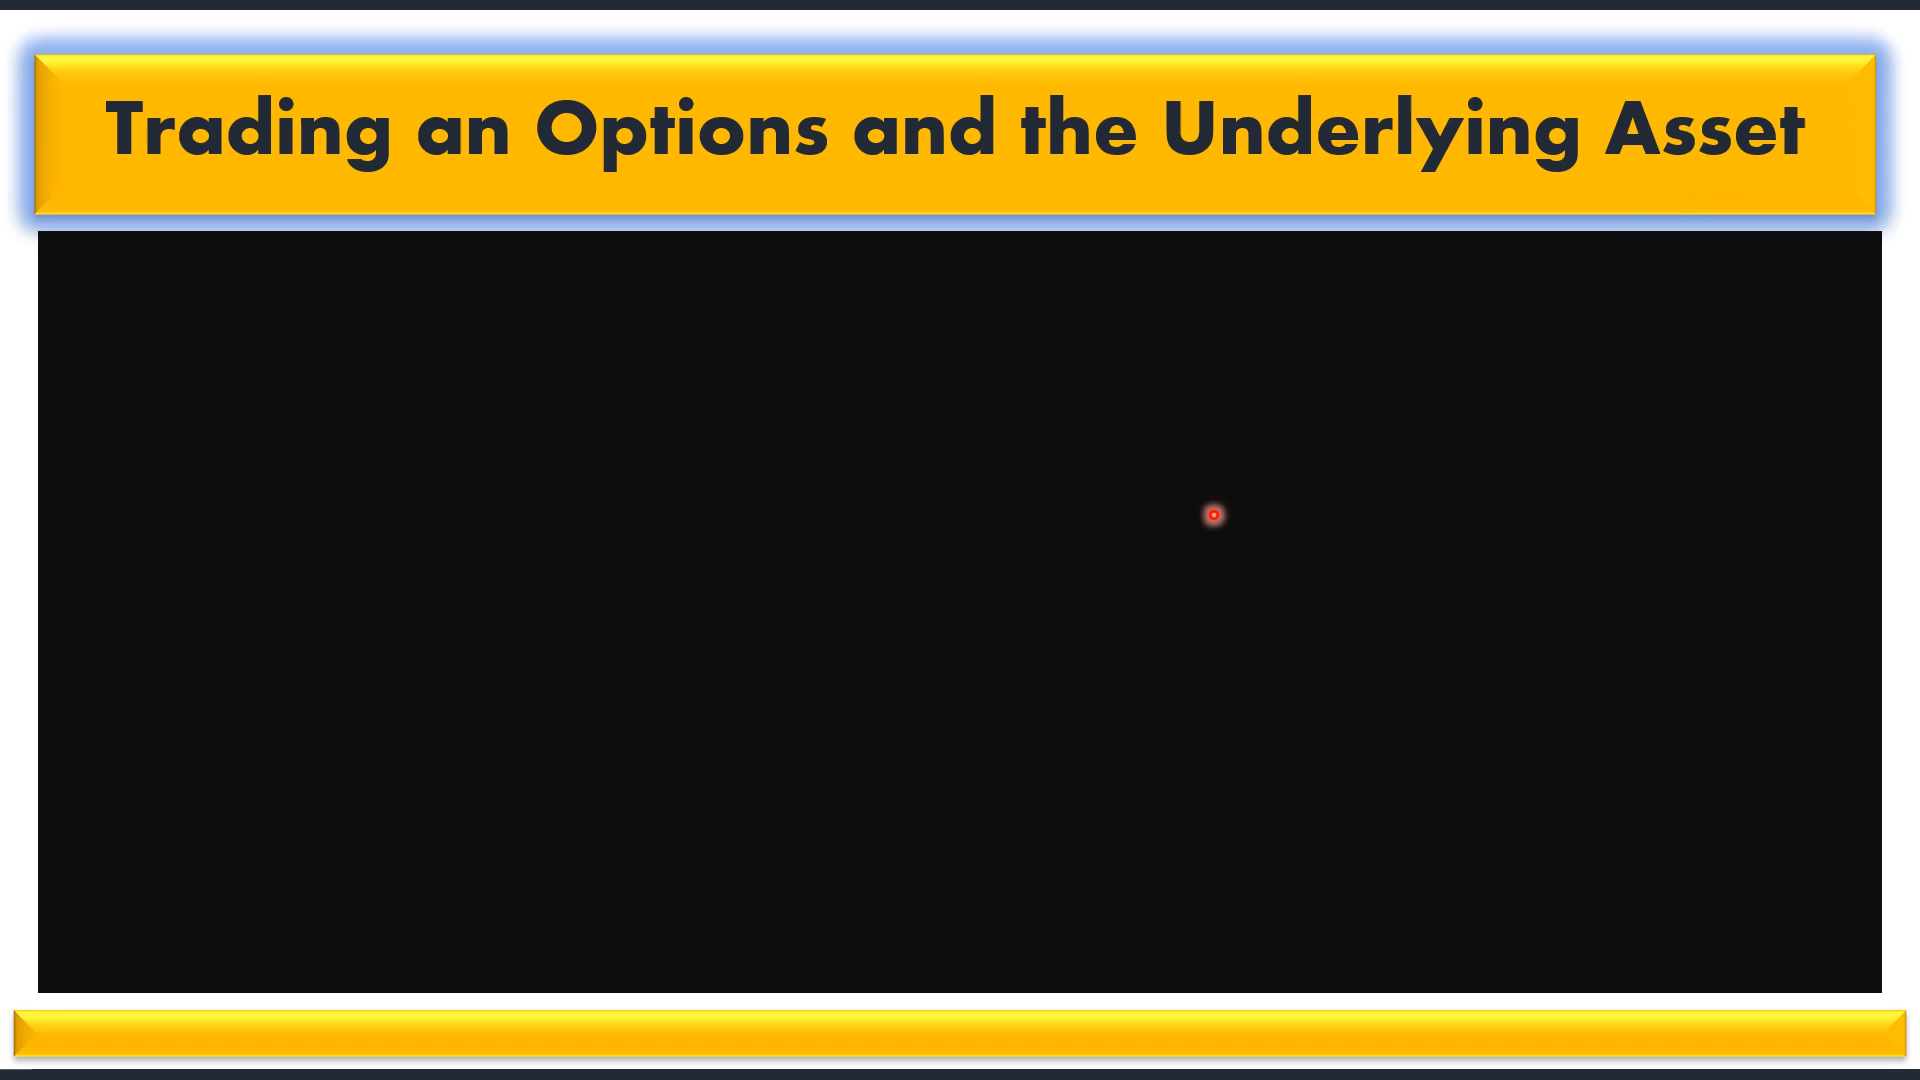 Trading an Options and the Underlying Asset